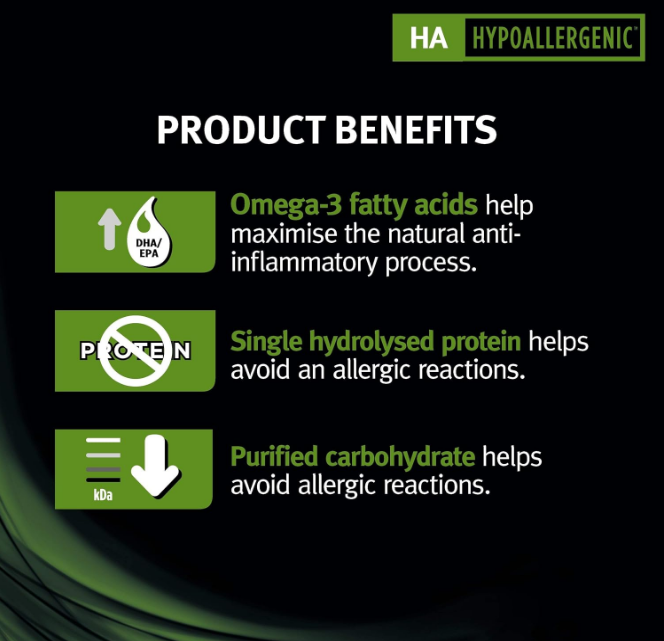 HA HYPOALLERGENIC
PRODUCT BENEFITS
DHA/
EPA
Omega-3 fatty acids help
maximise the natural anti-
inflammatory process.
PROTEIN
Single hydrolysed protein helps
avoid an allergic reactions.
kDa
Purified carbohydrate helps
avoid allergic reactions.